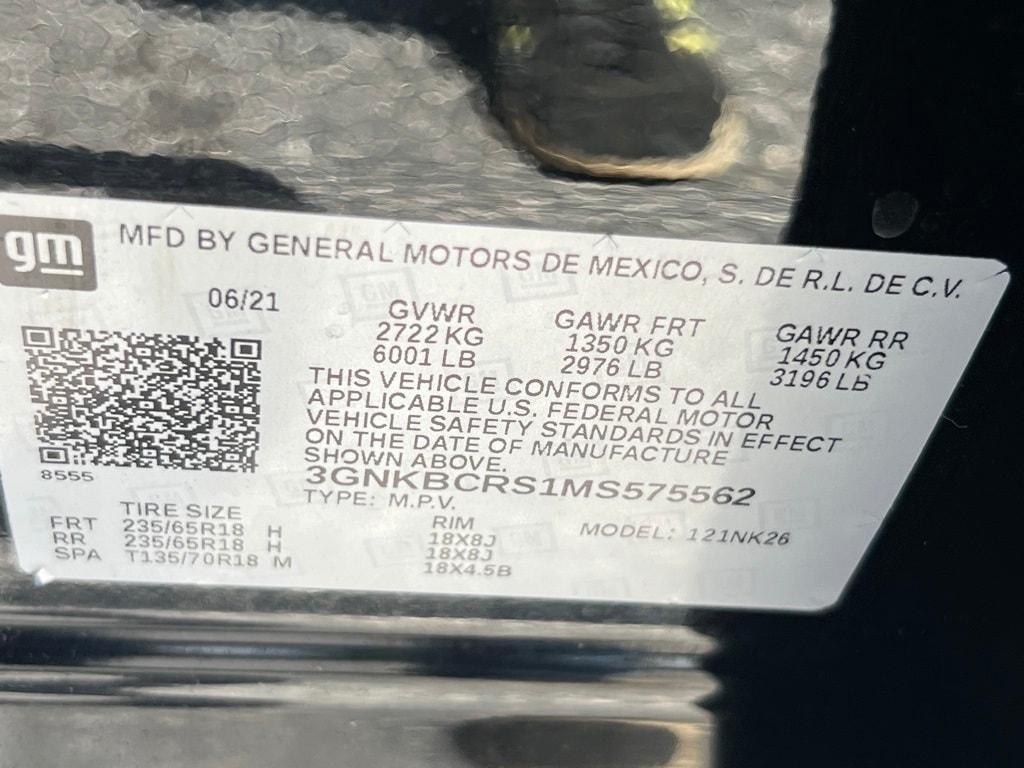 gm MFD BY GENERAL MOTORS DE MEXICO, S. DE R.L. DE C.V.
06/21 GVWR GAWR FRT GAWR RR
2722 KG 1350 KG 1450 KG
6001 LB 2976 LB 3196 LB
THIS VEHICLE CONFORMS TO ALL
APPLICABLE U.S. FEDERAL MOTOR
VEHICLE SAFETY STANDARDS IN EFFECT
ON THE DATE OF MANUFACTURE
SHOWN ABOVE.
8555 3GNKBCRS1MS575562
TYPE: M.P.V.
TIRE SIZE RIM MODEL: 121NK26
FRT 235/65R18 H 18X8J
RR 235/65R18 H 18X8J
SPA T135/70R18 M 18X4.5B